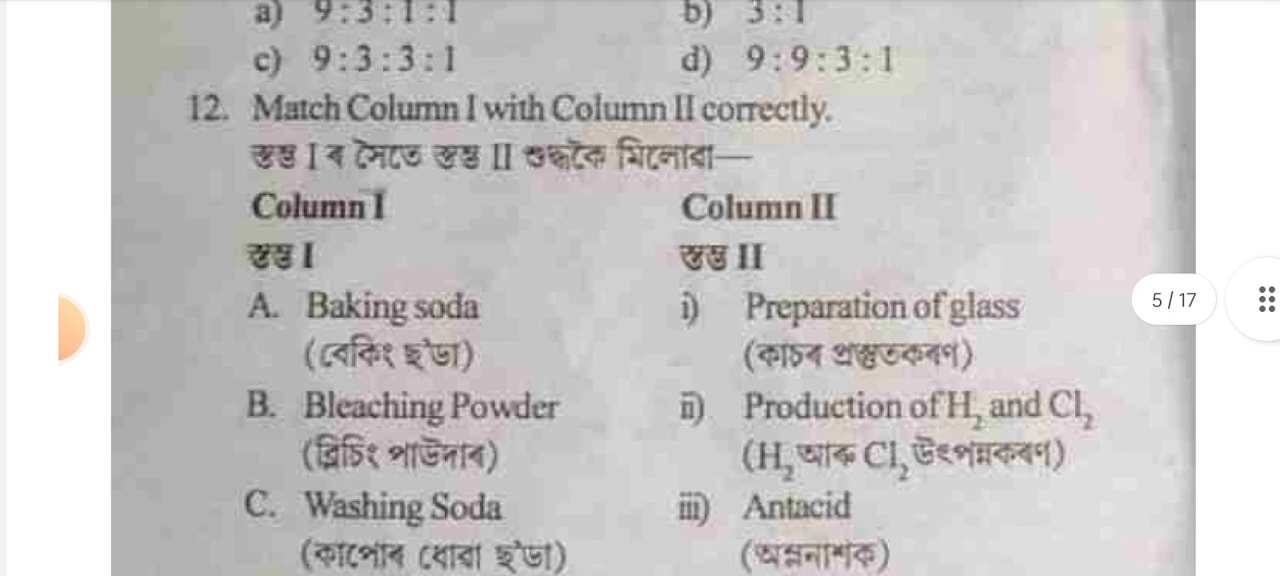 a) 9 : 3 : 1 : 1 b) 3 : 1
c) 9 : 3 : 3 : 1 d) 9 : 9 : 3 : 1
12. Match Column I with Column II correctly.
স্তম্ভ I ৰ সৈতে স্তম্ভ II শুদ্ধকৈ মিলোৱা—
Column I Column II
স্তম্ভ I স্তম্ভ II
A. Baking soda i) Preparation of glass
(বেকিং ছ'ডা) (কাচৰ প্ৰস্তুতকৰণ)
B. Bleaching Powder ii) Production of H₂ and Cl₂
(ব্লিচিং পাউদাৰ) (H₂ আৰু Cl₂ উৎপন্নকৰণ)
C. Washing Soda iii) Antacid
(কাপোৰ ধোৱা ছ'ডা) (অম্লনাশক)
5 / 17